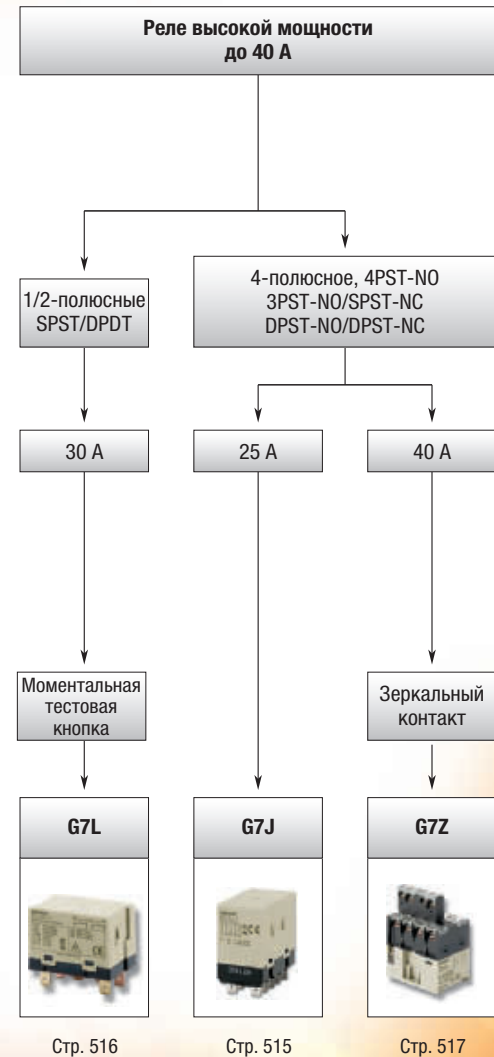 Реле высокой мощности
до 40 А
1/2-полюсные
SPST/DPDT
4-полюсное, 4PST-NO
3PST-NO/SPST-NC
DPST-NO/DPST-NC
30 А
25 А
40 А
Моментальная
тестовая
кнопка
Зеркальный
контакт
G7L
G7J
G7Z
Стр. 516
Стр. 515
Стр. 517